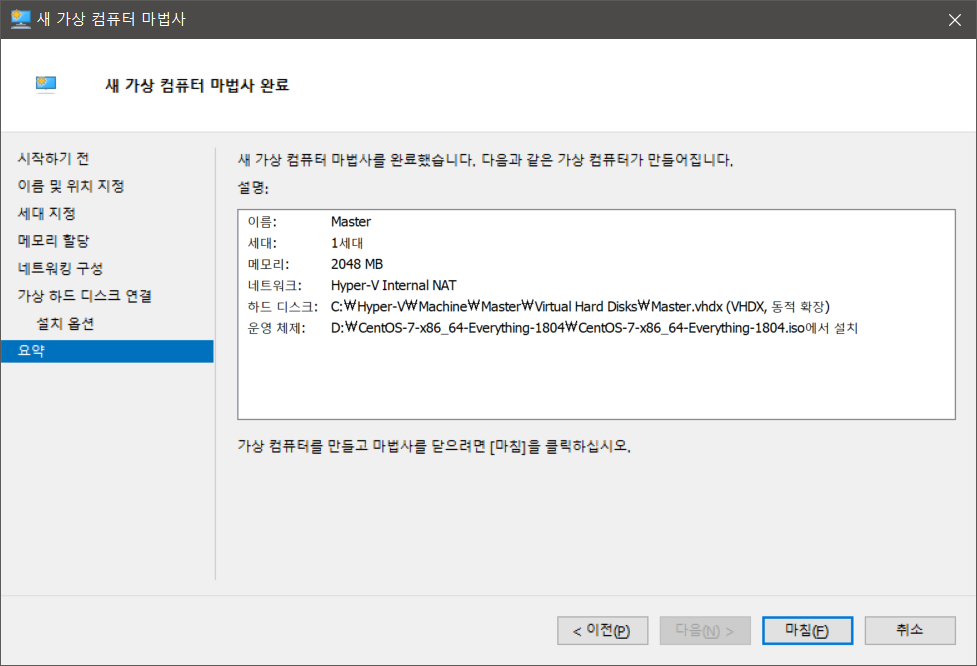 새 가상 컴퓨터 마법사
새 가상 컴퓨터 마법사 완료
시작하기 전
이름 및 위치 지정
세대 지정
메모리 할당
네트워킹 구성
가상 하드 디스크 연결
설치 옵션
요약
새 가상 컴퓨터 마법사를 완료했습니다. 다음과 같은 가상 컴퓨터가 만들어집니다.
설명:
이름: Master
세대: 1세대
메모리: 2048 MB
네트워크: Hyper-V Internal NAT
하드 디스크: C:₩Hyper-V₩Machine₩Master₩Virtual Hard Disks₩Master.vhdx (VHDX, 동적 확장)
운영 체제: D:₩CentOS-7-x86_64-Everything-1804₩CentOS-7-x86_64-Everything-1804.iso에서 설치
가상 컴퓨터를 만들고 마법사를 닫으려면 [마침]을 클릭하십시오.
< 이전(P) 다음(N) > 마침(F) 취소